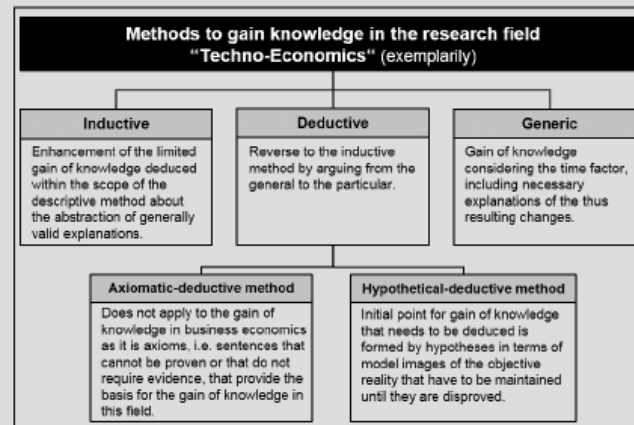 Methods to gain knowledge in the research field
“Techno-Economics“ (exemplarily)
Inductive
Enhancement of the limited
gain of knowledge deduced
within the scope of the
descriptive method about
the abstraction of generally
valid explanations.
Deductive
Reverse to the inductive
method by arguing from the
general to the particular.
Generic
Gain of knowledge
considering the time factor,
including necessary
explanations of the thus
resulting changes.
Axiomatic-deductive method
Does not apply to the gain of
knowledge in business economics
as it is axioms, i.e. sentences that
cannot be proven or that do not
require evidence, that provide the
basis for the gain of knowledge in
this field.
Hypothetical-deductive method
Initial point for gain of knowledge
that needs to be deduced is
formed by hypotheses in terms of
model images of the objective
reality that have to be maintained
until they are disproved.